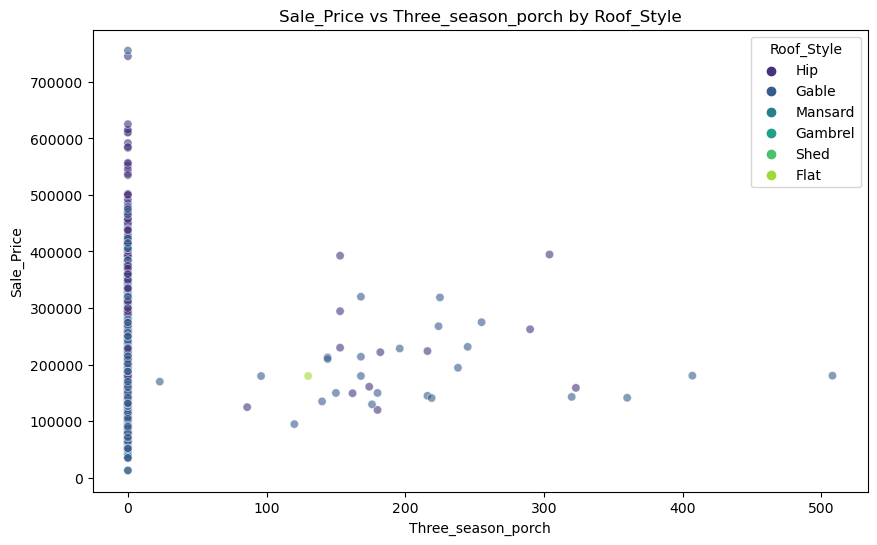 Sale_Price vs Three_season_porch by Roof_Style
Roof_Style
Hip
Gable
Mansard
Gambrel
Shed
Flat
Sale_Price
700000
600000
500000
400000
300000
200000
100000
0
0 100 200 300 400 500
Three_season_porch